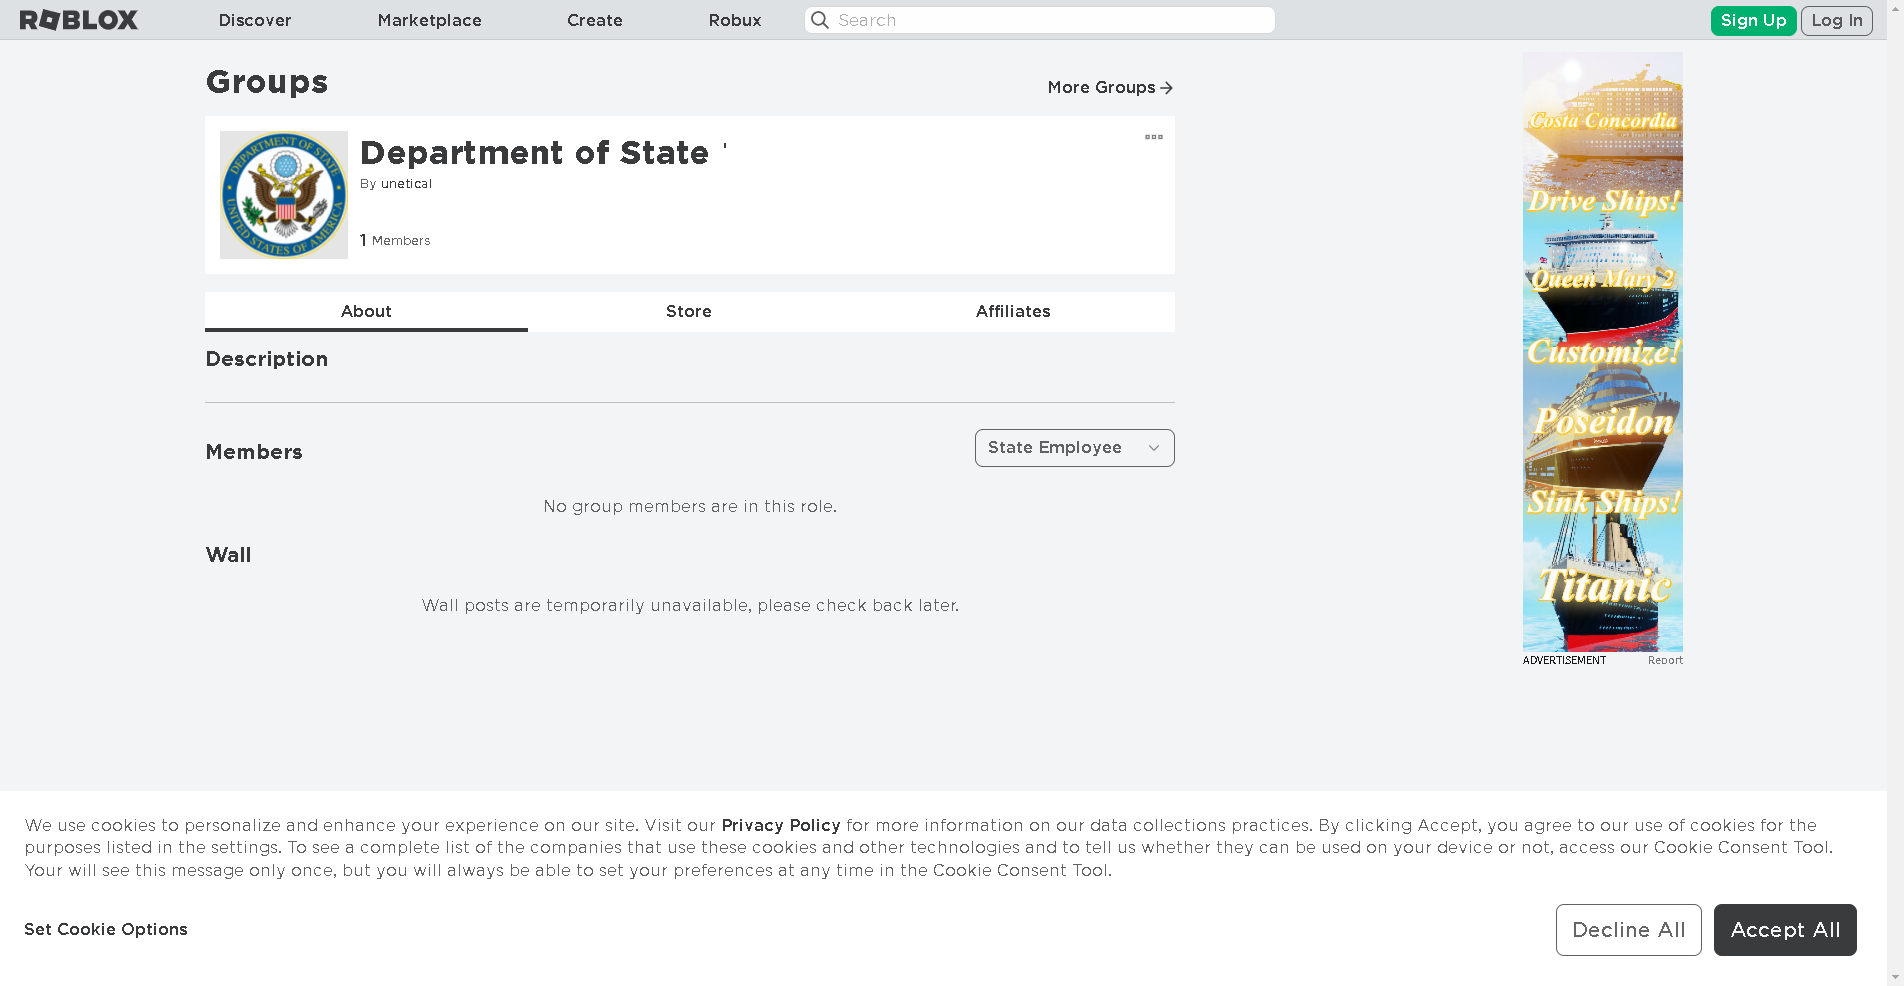 ROBLOX Discover Marketplace Create Robux Search Sign Up Log In
Groups
More Groups
Department of State '
By unetical
1 Members
DEPARTMENT OF STATE
UNITED STATES OF AMERICA
About Store Affiliates
Description
Members
State Employee
No group members are in this role.
Wall
Wall posts are temporarily unavailable, please check back later.
Costa Concordia
Drive Ships!
Queen Mary 2
Customize!
Poseidon
Sink Ships!
Titanic
ADVERTISEMENT Report
We use cookies to personalize and enhance your experience on our site. Visit our Privacy Policy for more information on our data collections practices. By clicking Accept, you agree to our use of cookies for the
purposes listed in the settings. To see a complete list of the companies that use these cookies and other technologies and to tell us whether they can be used on your device or not, access our Cookie Consent Tool.
Your will see this message only once, but you will always be able to set your preferences at any time in the Cookie Consent Tool.
Set Cookie Options
Decline All
Accept All